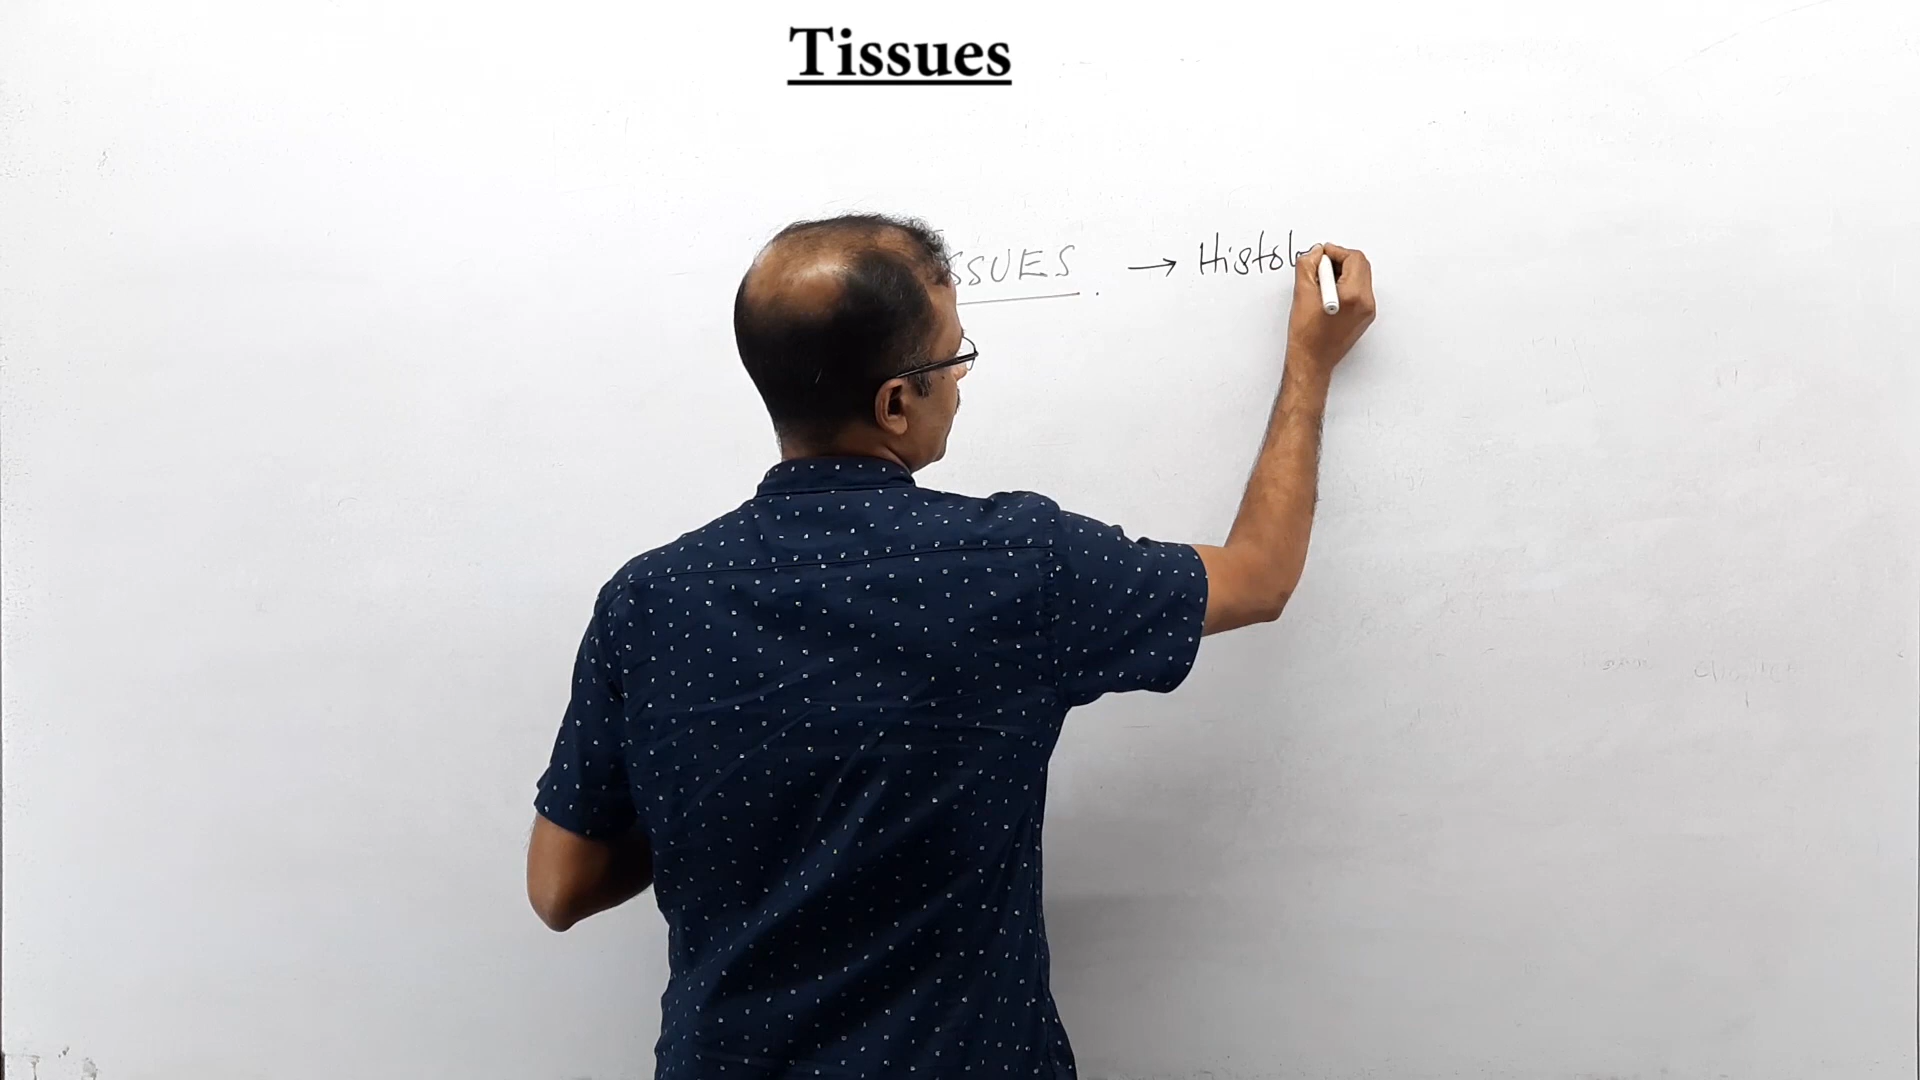 Tissues
SSUES . → Histol